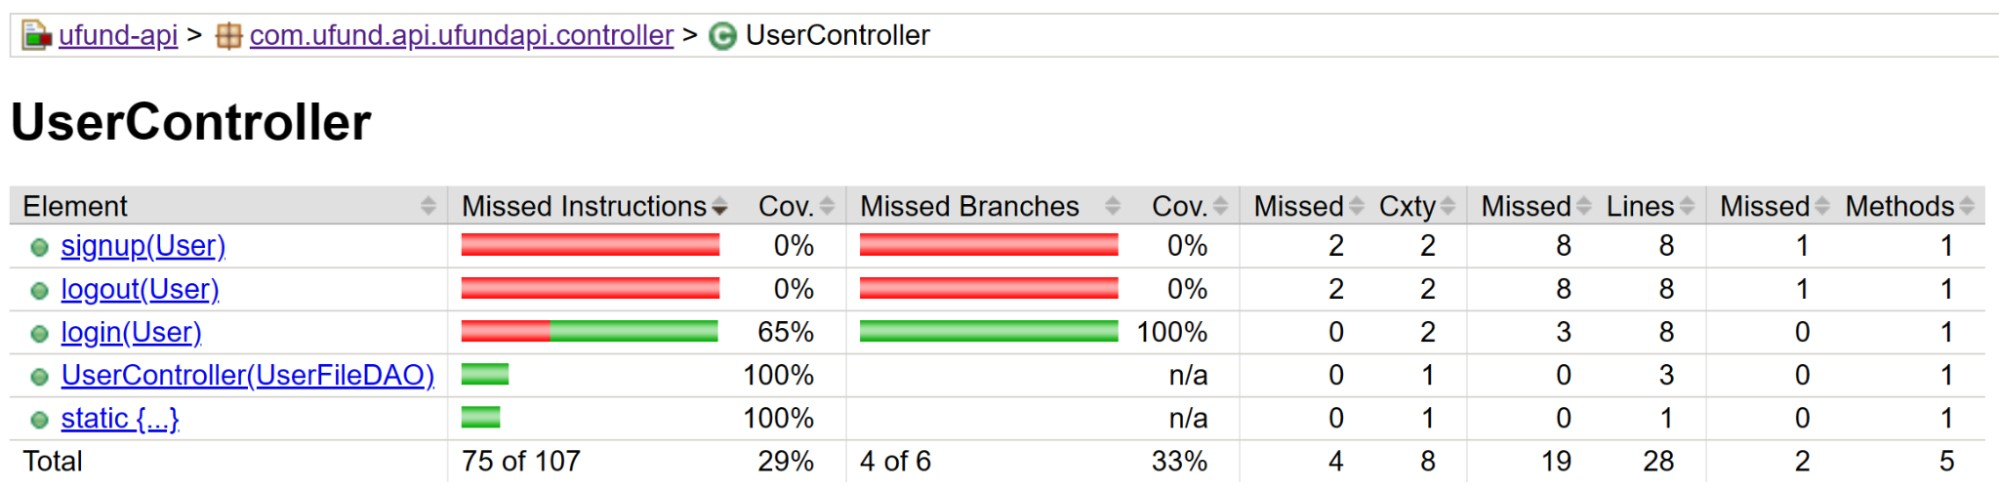 ufund-api > com.ufund.api.ufundapi.controller > UserController
UserController
Element Missed Instructions Cov. Missed Branches Cov. Missed Cxty Missed Lines Missed Methods
signup(User) 0% 0% 2 2 8 8 1 1
logout(User) 0% 0% 2 2 8 8 1 1
login(User) 65% 100% 0 2 3 8 0 1
UserController(UserFileDAO) 100% n/a 0 1 0 3 0 1
static {...} 100% n/a 0 1 0 1 0 1
Total 75 of 107 29% 4 of 6 33% 4 8 19 28 2 5